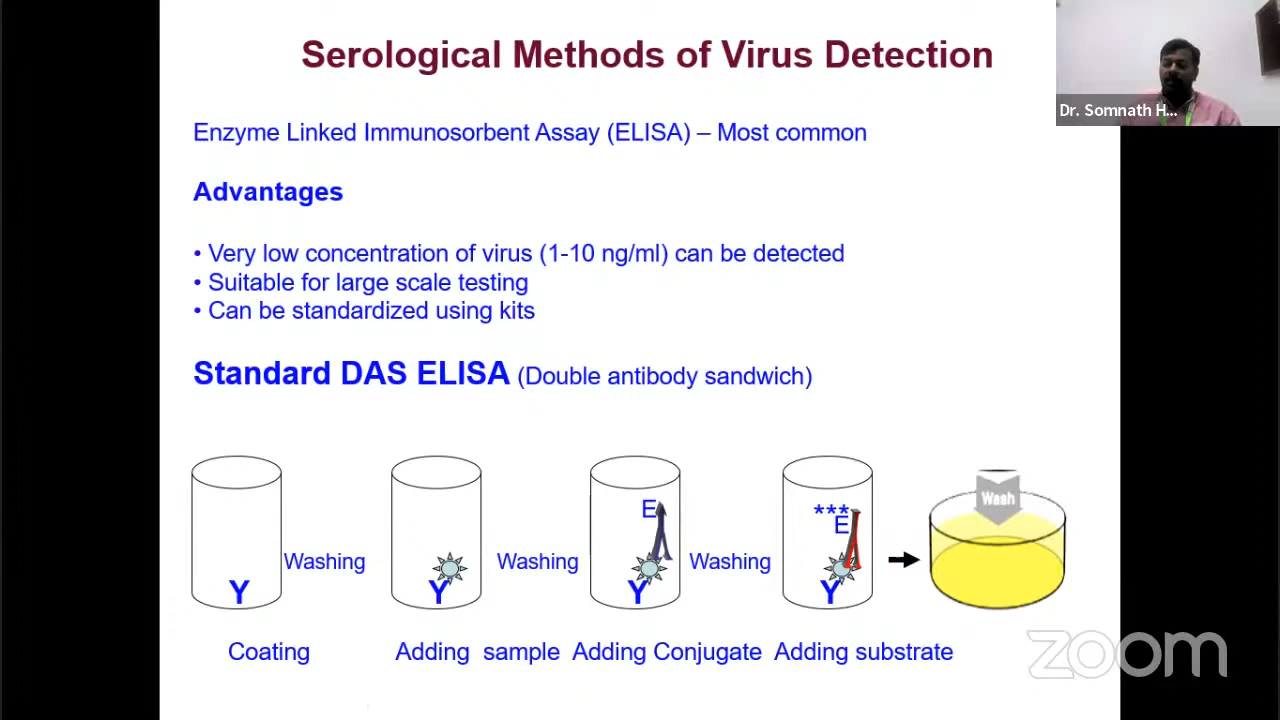 Serological Methods of Virus Detection
Dr. Somnath H...
Enzyme Linked Immunosorbent Assay (ELISA) – Most common
Advantages
• Very low concentration of virus (1-10 ng/ml) can be detected
• Suitable for large scale testing
• Can be standardized using kits
Standard DAS ELISA (Double antibody sandwich)
Wash
E
***
E
Washing
Washing
Washing
Y
Y
Y
Y
Coating
Adding sample
Adding Conjugate
Adding substrate
zoom